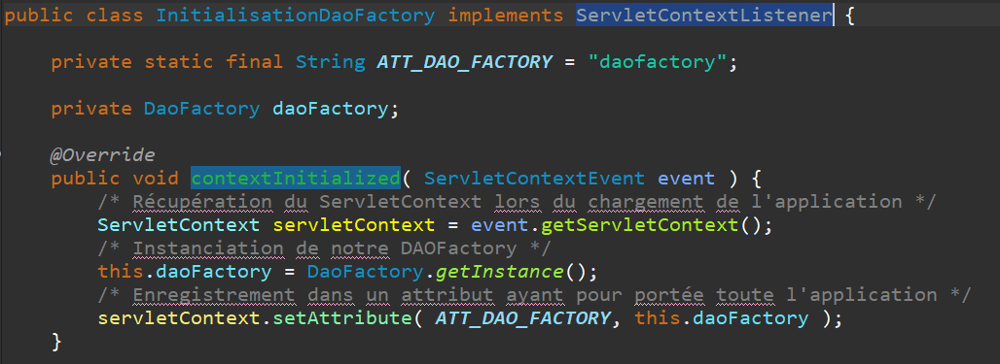 public class InitialisationDaoFactory implements ServletContextListener {
private static final String ATT_DAO_FACTORY = "daofactory";
private DaoFactory daoFactory;
@Override
public void contextInitialized( ServletContextEvent event ) {
/* Récupération du ServletContext lors du chargement de l'application */
ServletContext servletContext = event.getServletContext();
/* Instanciation de notre DAOFactory */
this.daoFactory = DaoFactory.getInstance();
/* Enregistrement dans un attribut ayant pour portée toute l'application */
servletContext.setAttribute( ATT_DAO_FACTORY, this.daoFactory );
}